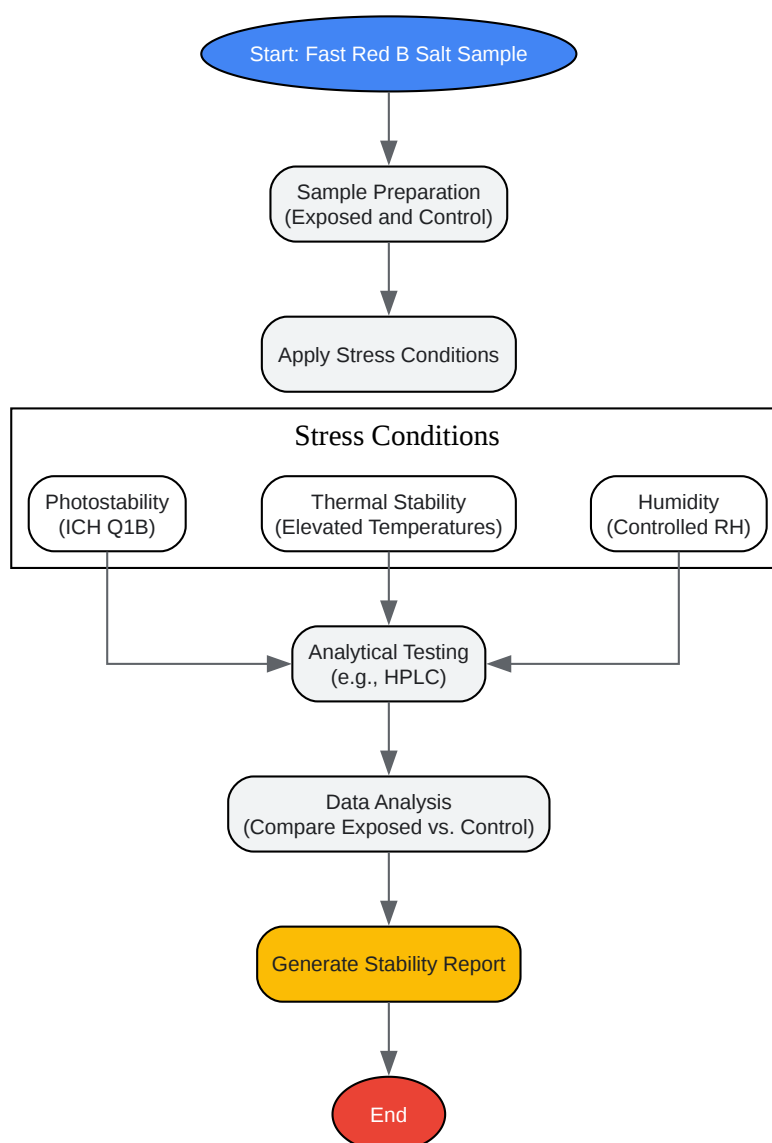 Start: Fast Red B Salt Sample
Sample Preparation
(Exposed and Control)
Apply Stress Conditions
Stress Conditions
Photostability
(ICH Q1B)
Thermal Stability
(Elevated Temperatures)
Humidity
(Controlled RH)
Analytical Testing
(e.g., HPLC)
Data Analysis
(Compare Exposed vs. Control)
Generate Stability Report
End